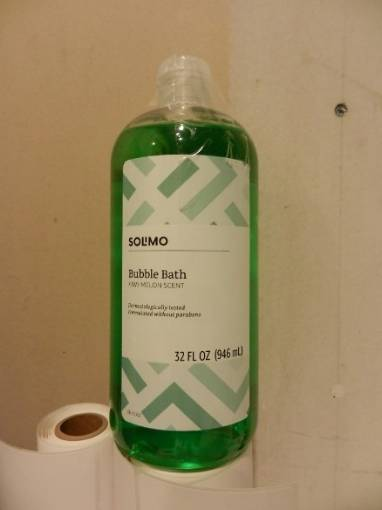 SOLIMO
Bubble Bath
KIWI MELON SCENT
Dermatologically tested
Formulated without parabens
32 FL OZ (946 mL)